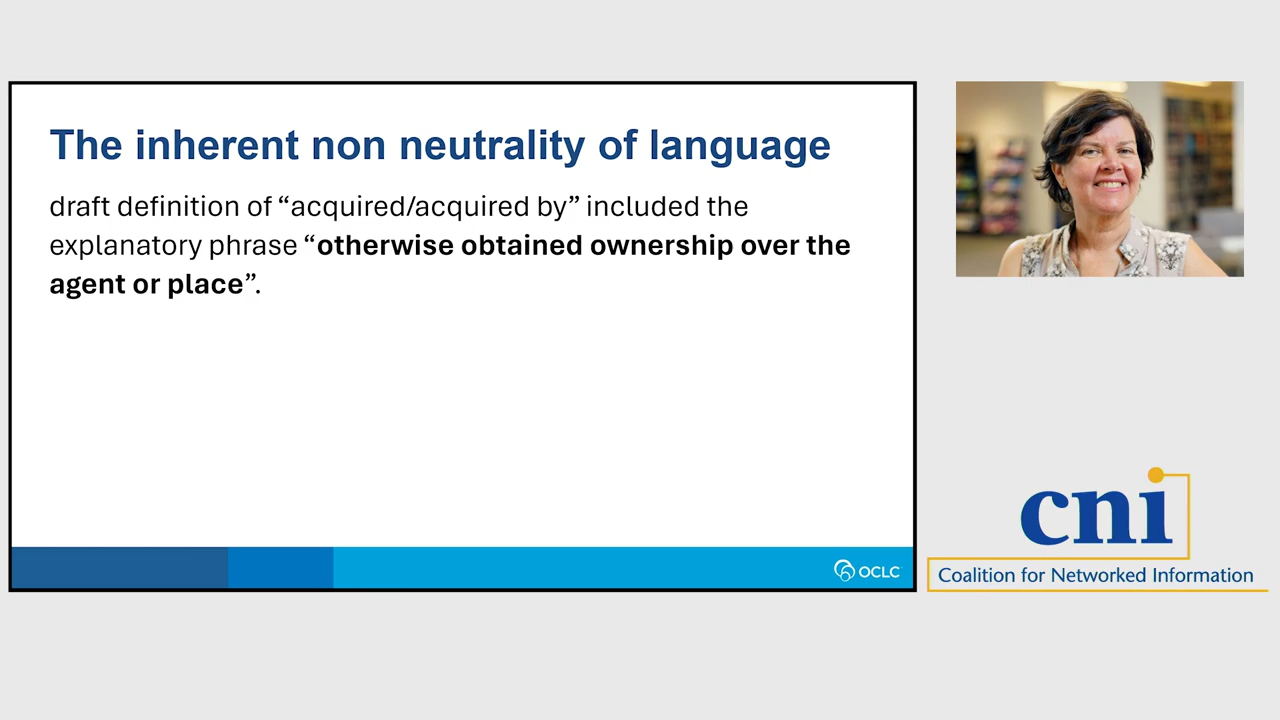 The inherent non neutrality of language
draft definition of “acquired/acquired by” included the
explanatory phrase “otherwise obtained ownership over the
agent or place”.
OCLC
cni
Coalition for Networked Information